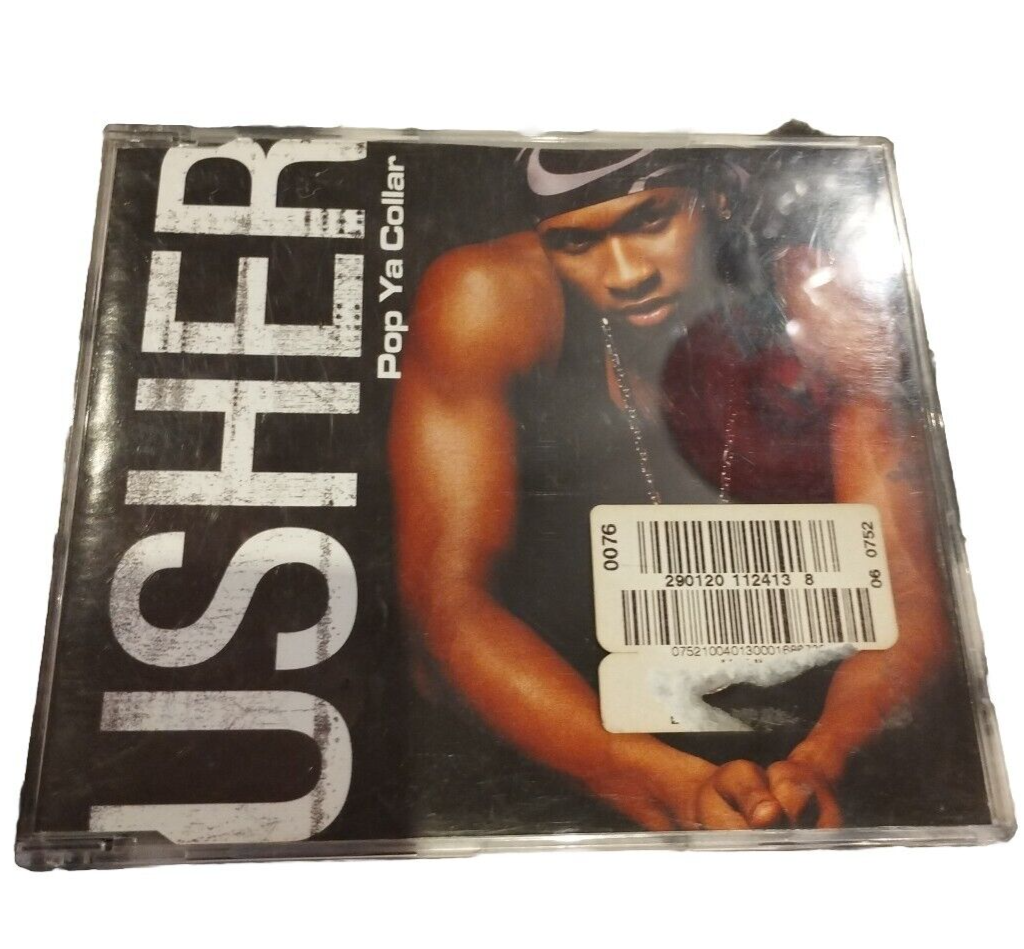 USHER
Pop Ya Collar
0076
290120 112413 8
06 0752